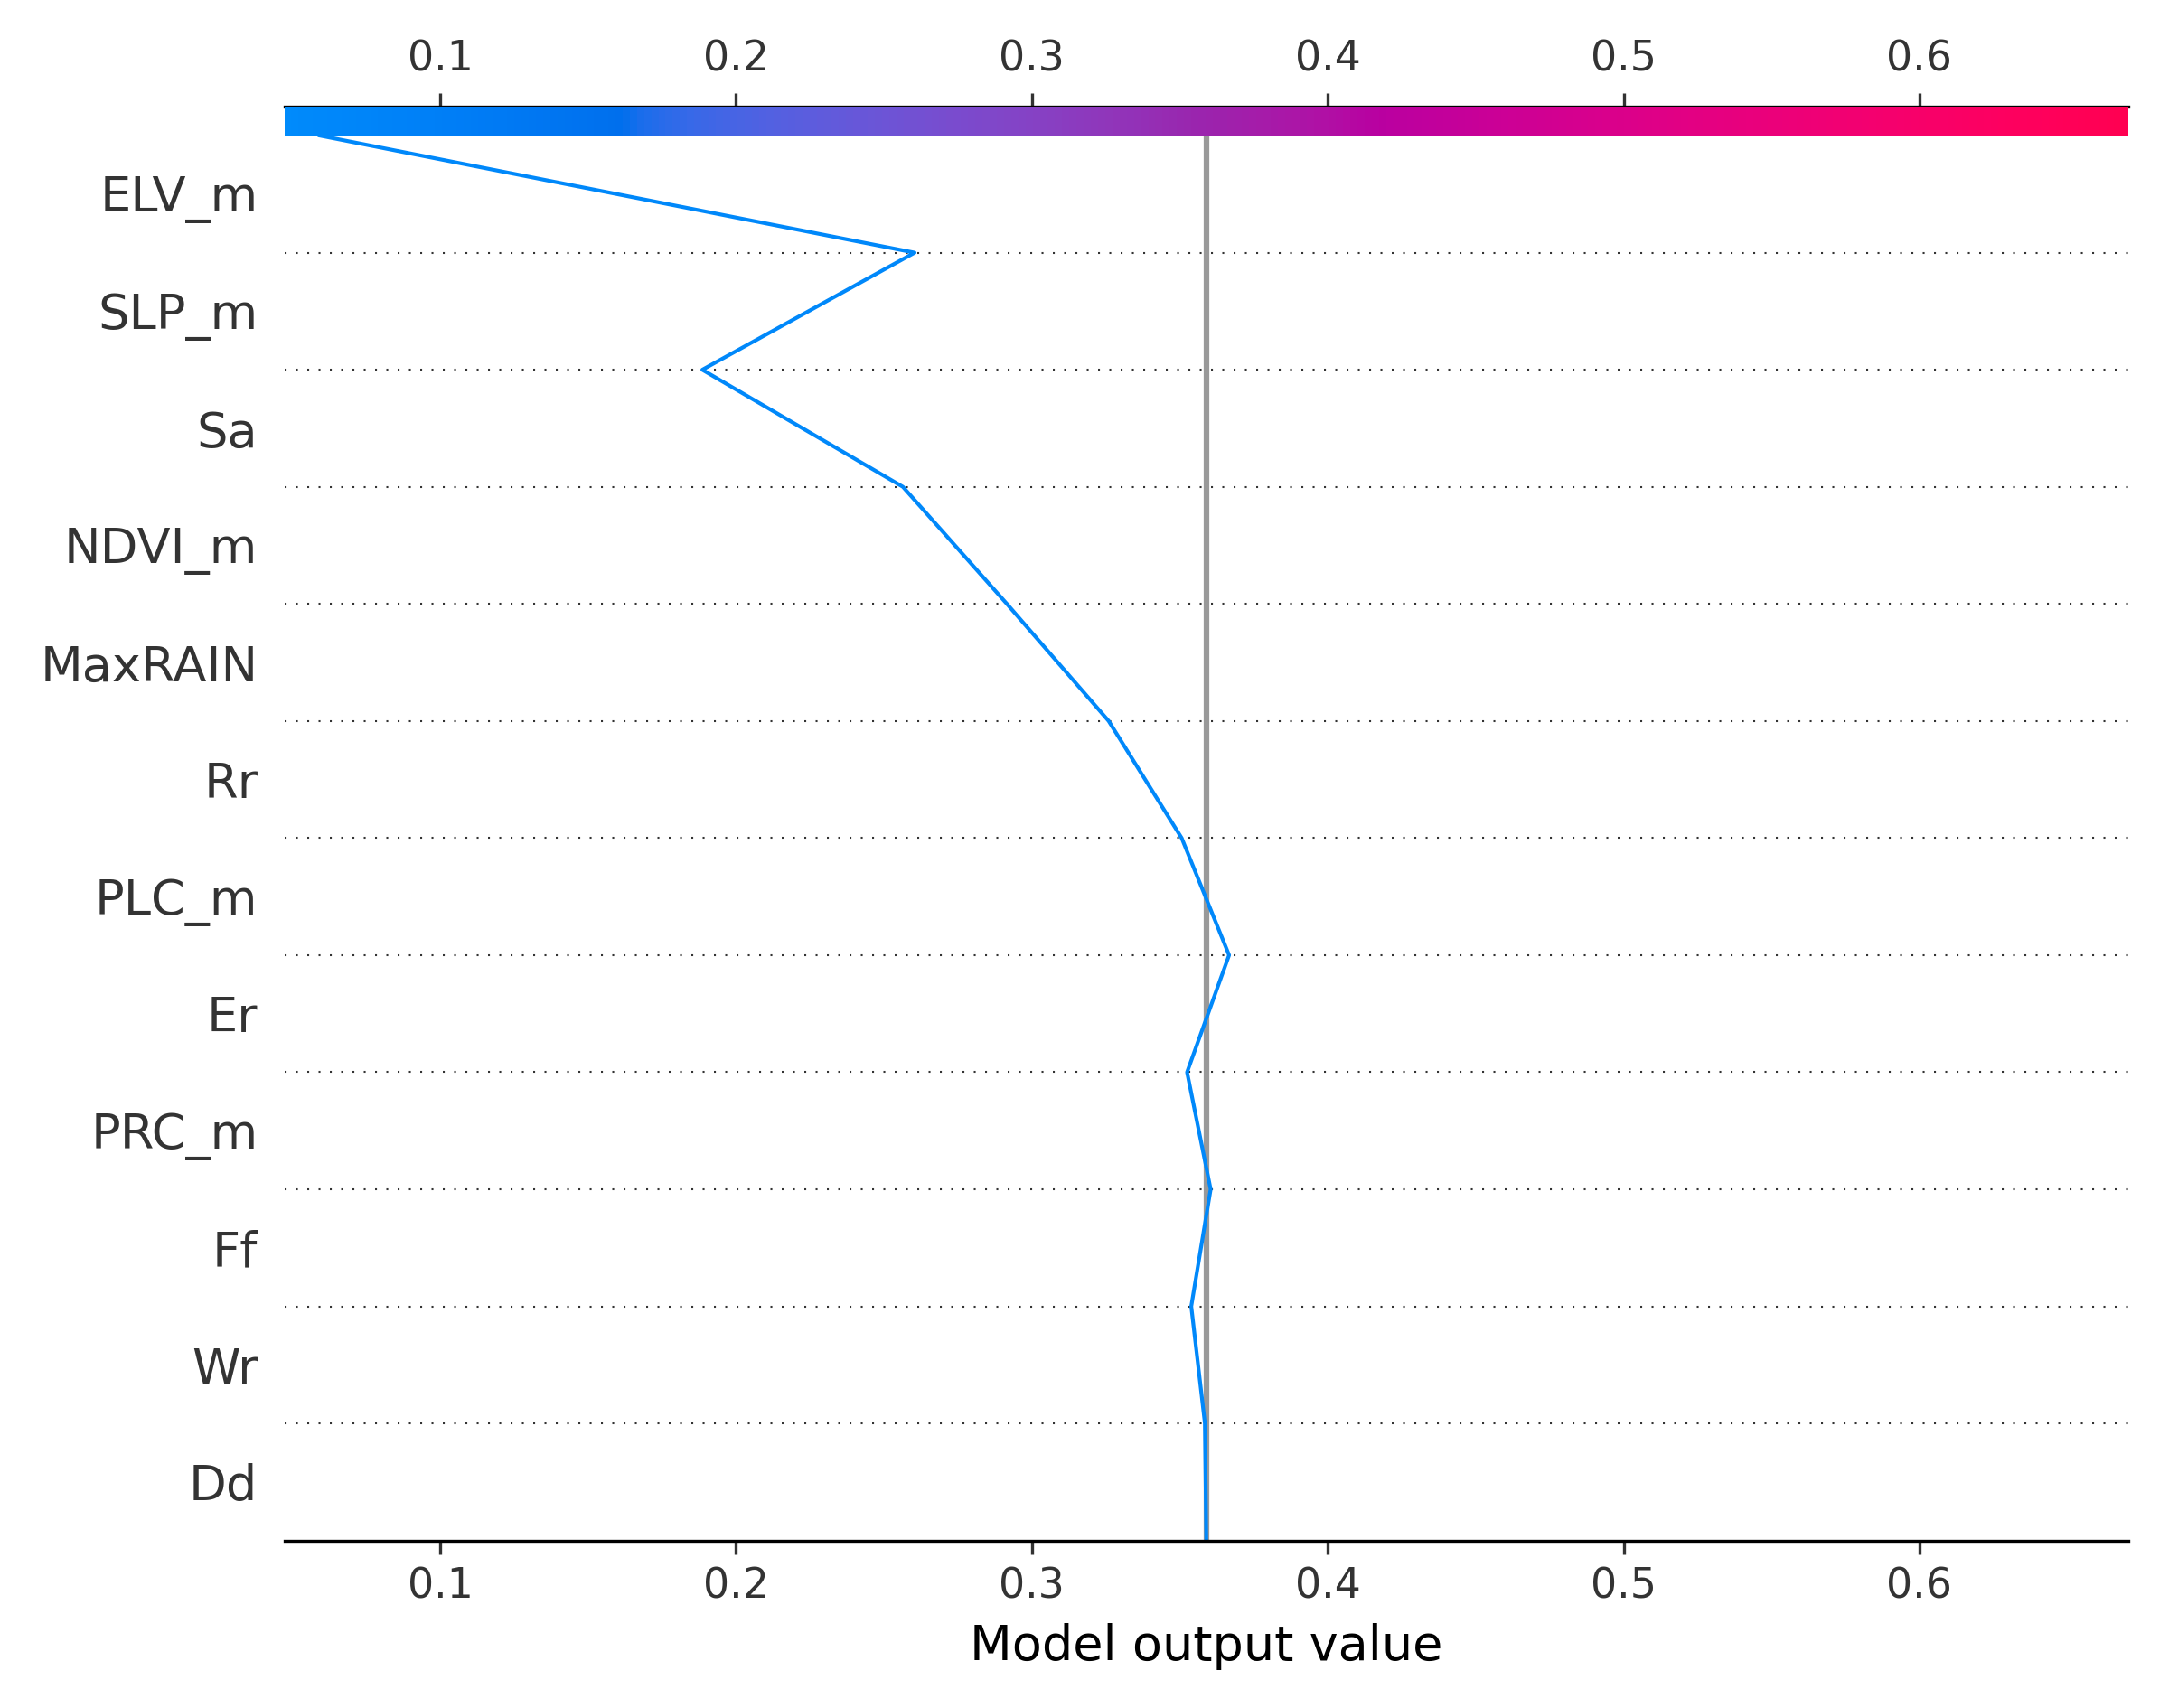 0.1 0.2 0.3 0.4 0.5 0.6
ELV_m
SLP_m
Sa
NDVI_m
MaxRAIN
Rr
PLC_m
Er
PRC_m
Ff
Wr
Dd
0.1 0.2 0.3 0.4 0.5 0.6
Model output value